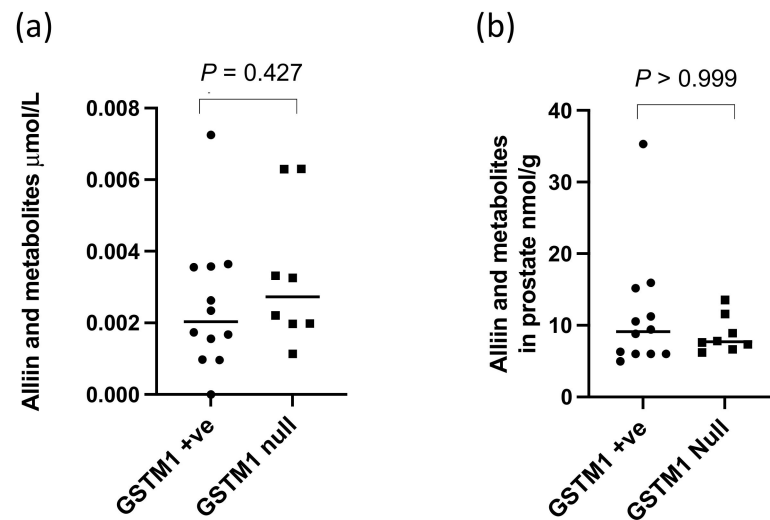 (a)
P = 0.427
Alliin and metabolites μmol/L
0.008
0.006
0.004
0.002
0.000
GSTM1 +ve
GSTM1 null
(b)
P > 0.999
Alliin and metabolites
in prostate nmol/g
40
30
20
10
0
GSTM1 +ve
GSTM1 Null